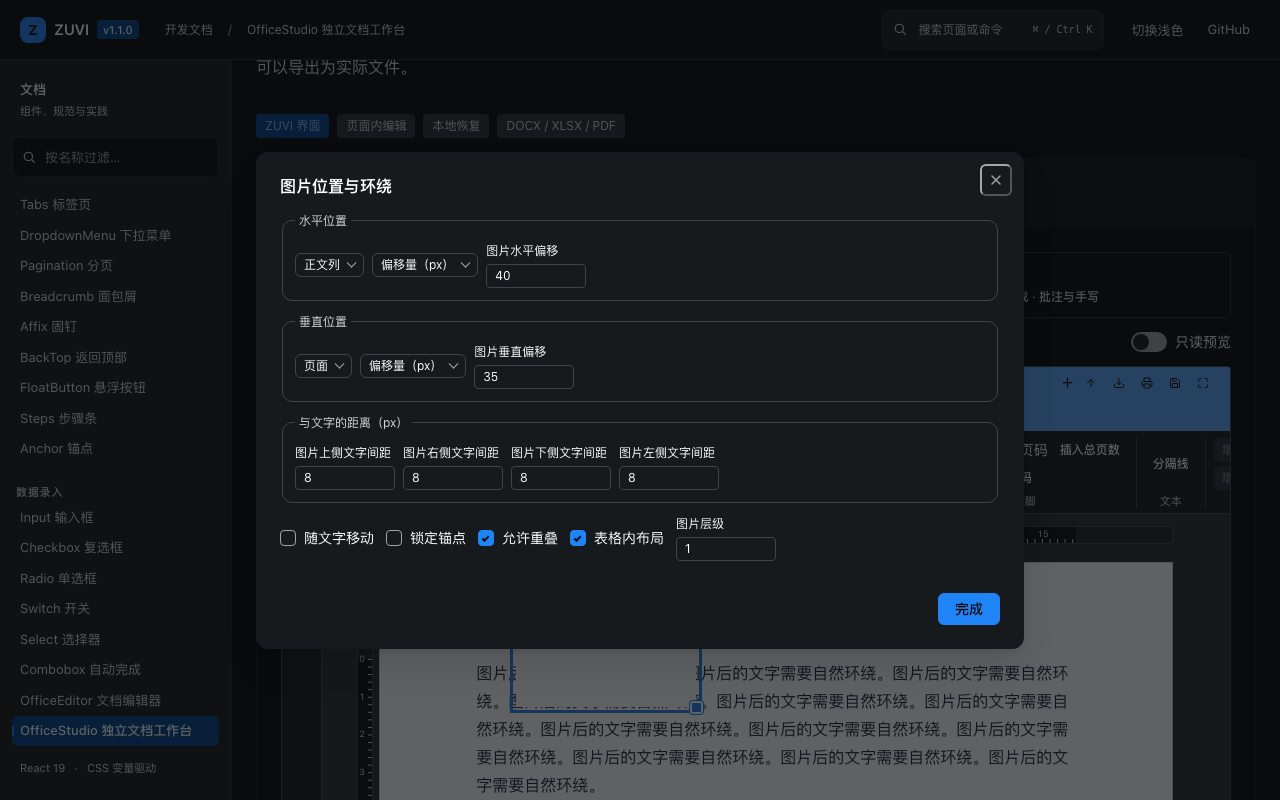 Z ZUVI v1.1.0 开发文档 / OfficeStudio 独立文档工作台 搜索页面或命令 ⌘ / Ctrl K 切换浅色 GitHub
文档
组件、规范与实践
按名称过滤...
Tabs 标签页
DropdownMenu 下拉菜单
Pagination 分页
Breadcrumb 面包屑
Affix 固钉
BackTop 返回顶部
FloatButton 悬浮按钮
Steps 步骤条
Anchor 锚点
数据录入
Input 输入框
Checkbox 复选框
Radio 单选框
Switch 开关
Select 选择器
Combobox 自动完成
OfficeEditor 文档编辑器
OfficeStudio 独立文档工作台
React 19 · CSS 变量驱动
可以导出为实际文件。
ZUVI 界面 页面内编辑 本地恢复 DOCX / XLSX / PDF
图片位置与环绕
水平位置
图片水平偏移
正文列 偏移量（px） 40
垂直位置
图片垂直偏移
页面 偏移量（px） 35
与文字的距离（px）
图片上侧文字间距 图片右侧文字间距 图片下侧文字间距 图片左侧文字间距
8 8 8 8
图片层级
随文字移动 锁定锚点 允许重叠 表格内布局 1
完成
· 批注与手写
只读预览
页码 插入总页数
码
分隔线
脚
文本
15
0
1
2
3
图片后的文字需要自然环绕。图片后的文字需要自然环
绕。 。图片后的文字需要自然环绕。图片后的文字需要自
然环绕。图片后的文字需要自然环绕。图片后的文字需要自然环绕。图片后的文字需
要自然环绕。图片后的文字需要自然环绕。图片后的文字需要自然环绕。图片后的文
字需要自然环绕。